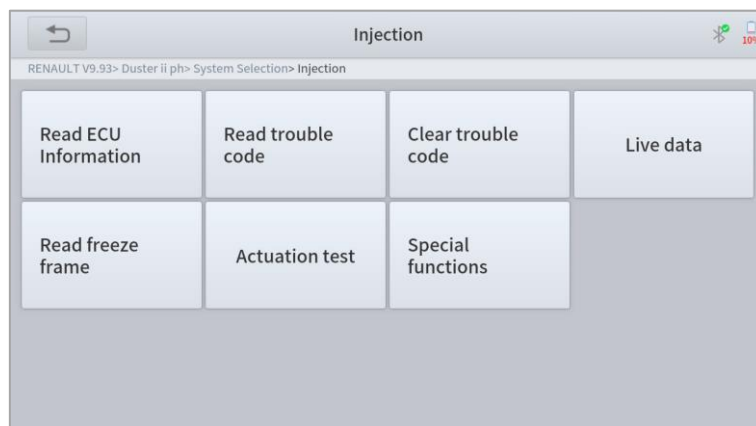 Injection
10%
RENAULT V9.93> Duster ii ph> System Selection> Injection
Read ECU
Information
Read trouble
code
Clear trouble
code
Live data
Read freeze
frame
Actuation test
Special
functions